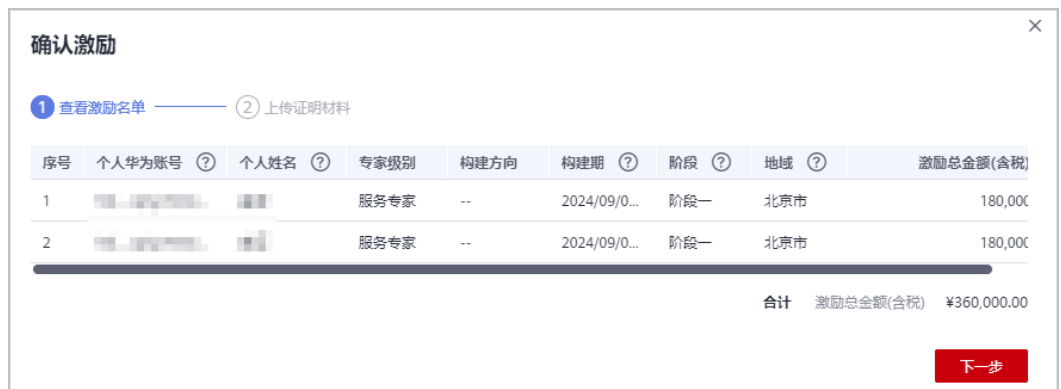 确认激励
1 查看激励名单 2 上传证明材料
序号 个人华为账号 ? 个人姓名 ? 专家级别 构建方向 构建期 ? 阶段 ? 地域 ? 激励总金额(含税)
1 服务专家 -- 2024/09/0... 阶段一 北京市 180,000
2 服务专家 -- 2024/09/0... 阶段一 北京市 180,000
合计 激励总金额(含税) ¥360,000.00
下一步